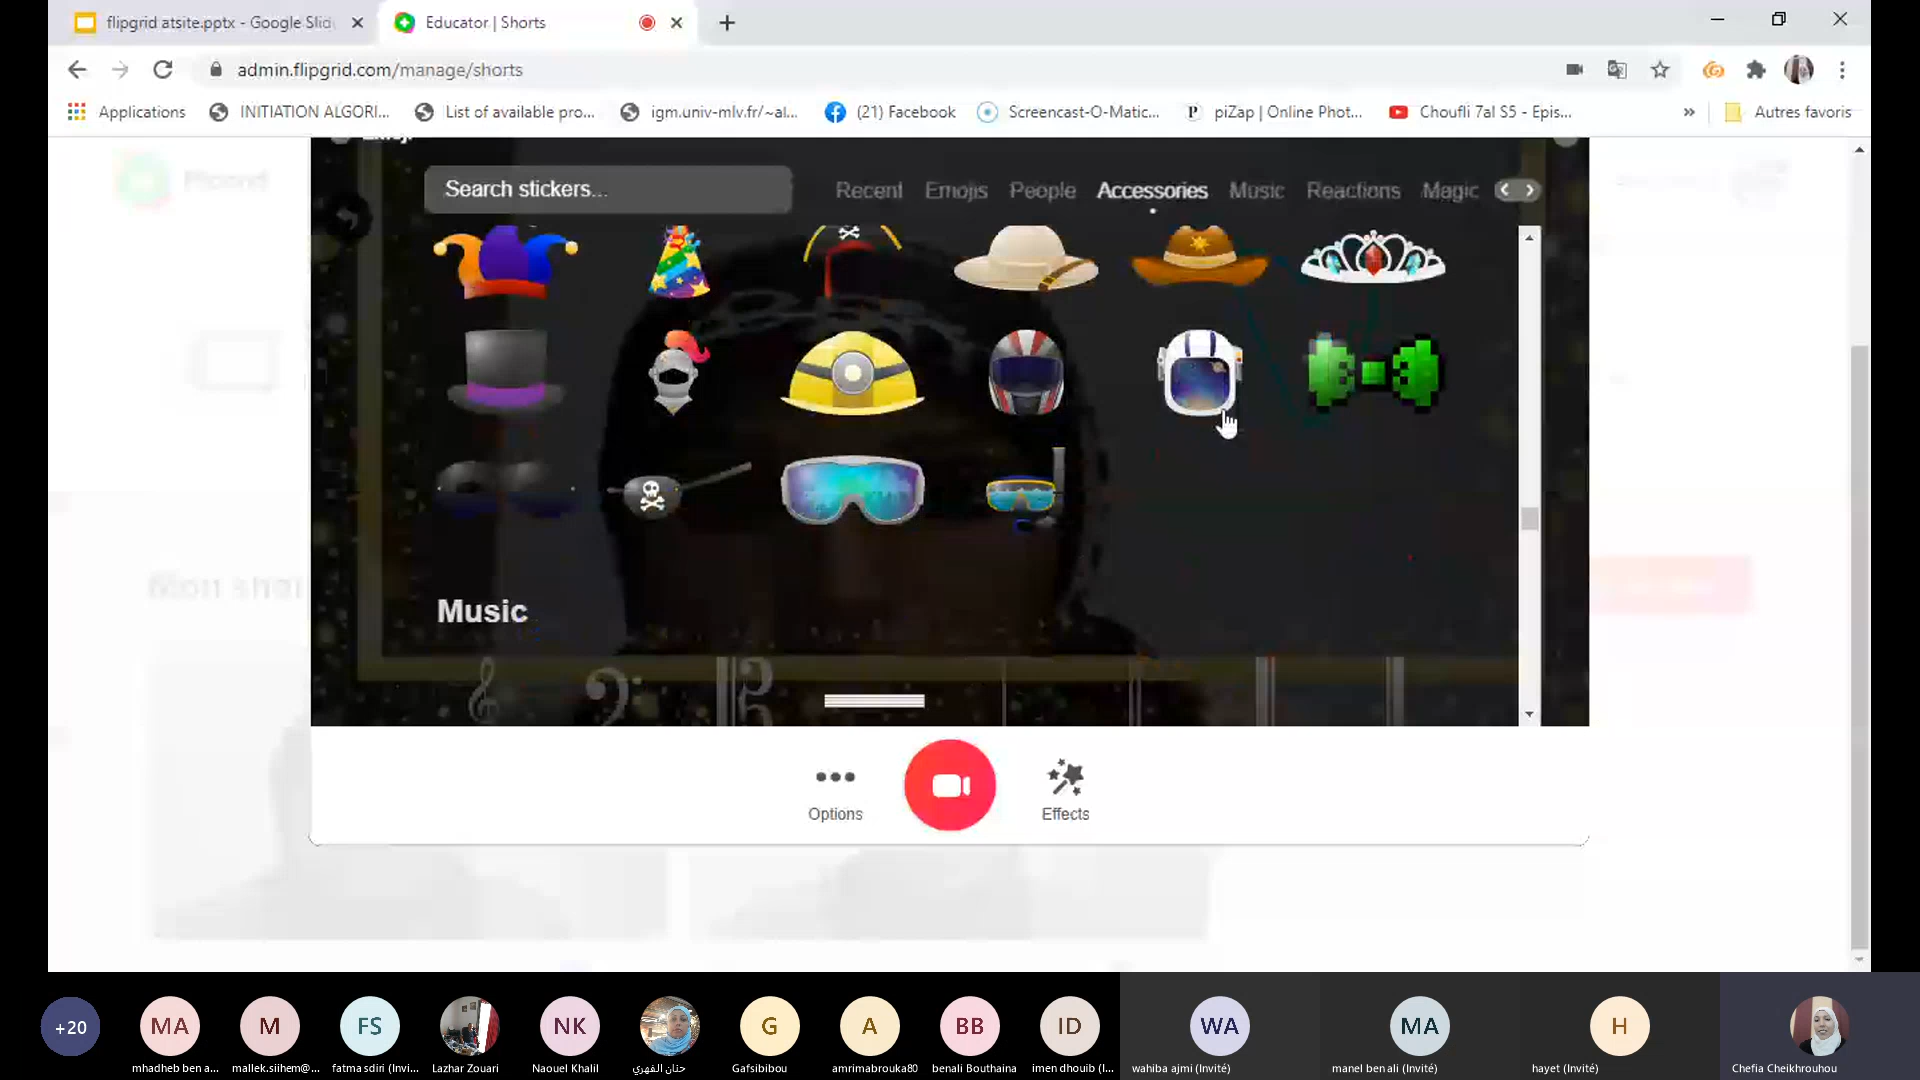 flipgrid atsite.pptx - Google Slid
Educator | Shorts
admin.flipgrid.com/manage/shorts
Applications
INITIATION ALGORI...
List of available pro...
igm.univ-mlv.fr/~al...
(21) Facebook
Screencast-O-Matic...
P
piZap | Online Phot...
Choufli 7al S5 - Epis...
Autres favoris
Search stickers...
Recent
Emojis
People
Accessories
Music
Reactions
Magic
Mon shor
Music
Options
Effects
+20
MA
M
FS
NK
G
A
BB
ID
WA
MA
H
mhadheb ben a...
mallek.siihem@...
fatma sdiri (Invi...
Lazhar Zouari
Naouel Khalil
حنان الفهري
Gafsibibou
amrimabrouka80
benali Bouthaina
imen dhouib (I...
wahiba ajmi (Invité)
manel ben ali (Invité)
hayet (Invité)
Chefia Cheikhrouhou